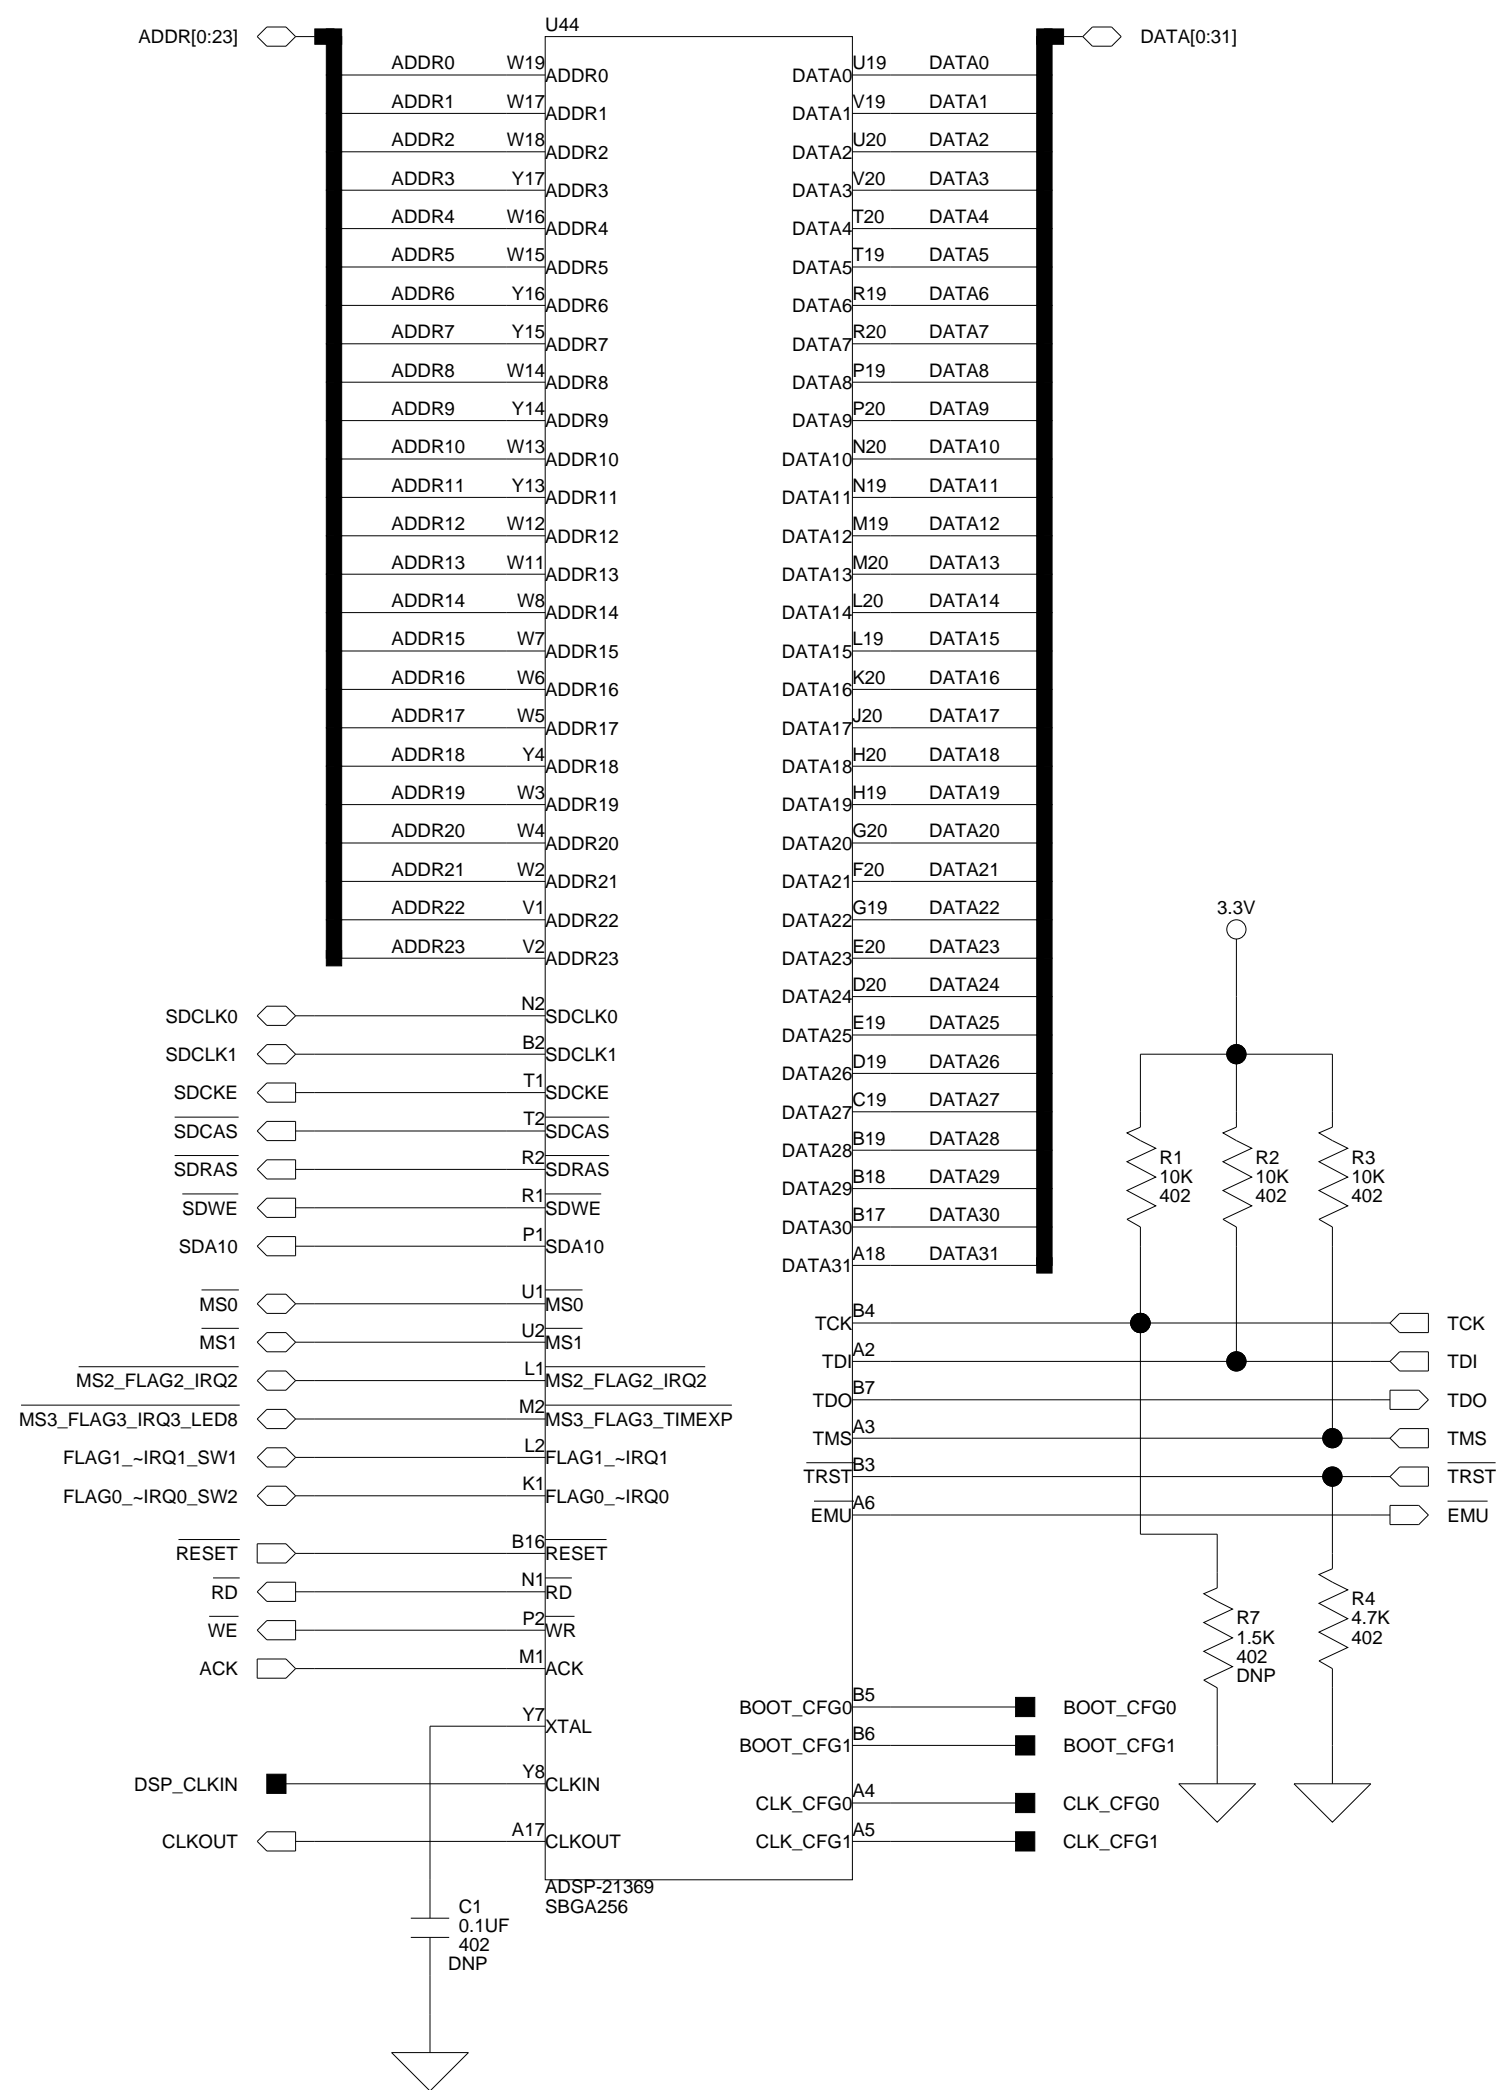 U44
ADDR[0:23]
DATA[0:31]
ADDR0 W19 ADDR0 DATA0 U19 DATA0
ADDR1 W17 ADDR1 DATA1 V19 DATA1
ADDR2 W18 ADDR2 DATA2 U20 DATA2
ADDR3 Y17 ADDR3 DATA3 V20 DATA3
ADDR4 W16 ADDR4 DATA4 T20 DATA4
ADDR5 W15 ADDR5 DATA5 T19 DATA5
ADDR6 Y16 ADDR6 DATA6 R19 DATA6
ADDR7 Y15 ADDR7 DATA7 R20 DATA7
ADDR8 W14 ADDR8 DATA8 P19 DATA8
ADDR9 Y14 ADDR9 DATA9 P20 DATA9
ADDR10 W13 ADDR10 DATA10 N20 DATA10
ADDR11 Y13 ADDR11 DATA11 N19 DATA11
ADDR12 W12 ADDR12 DATA12 M19 DATA12
ADDR13 W11 ADDR13 DATA13 M20 DATA13
ADDR14 W8 ADDR14 DATA14 L20 DATA14
ADDR15 W7 ADDR15 DATA15 L19 DATA15
ADDR16 W6 ADDR16 DATA16 K20 DATA16
ADDR17 W5 ADDR17 DATA17 J20 DATA17
ADDR18 Y4 ADDR18 DATA18 H20 DATA18
ADDR19 W3 ADDR19 DATA19 H19 DATA19
ADDR20 W4 ADDR20 DATA20 G20 DATA20
ADDR21 W2 ADDR21 DATA21 F20 DATA21
ADDR22 V1 ADDR22 DATA22 G19 DATA22
ADDR23 V2 ADDR23 DATA23 E20 DATA23
DATA24 D20 DATA24
DATA25 E19 DATA25
DATA26 D19 DATA26
DATA27 C19 DATA27
DATA28 B19 DATA28
DATA29 B18 DATA29
DATA30 B17 DATA30
DATA31 A18 DATA31
SDCLK0 N2 SDCLK0
SDCLK1 B2 SDCLK1
SDCKE T1 SDCKE
SDCAS T2 SDCAS
SDRAS R2 SDRAS
SDWE R1 SDWE
SDA10 P1 SDA10
MS0 U1 MS0
MS1 U2 MS1
MS2_FLAG2_IRQ2 L1 MS2_FLAG2_IRQ2
MS3_FLAG3_IRQ3_LED8 M2 MS3_FLAG3_TIMEXP
FLAG1_~IRQ1_SW1 L2 FLAG1_~IRQ1
FLAG0_~IRQ0_SW2 K1 FLAG0_~IRQ0
RESET B16 RESET
RD N1 RD
WE P2 WR
ACK M1 ACK
Y7 XTAL
DSP_CLKIN Y8 CLKIN
CLKOUT A17 CLKOUT
3.3V
R1
10K
402
R2
10K
402
R3
10K
402
TCK B4 TCK
TDI A2 TDI
TDO B7 TDO
TMS A3 TMS
TRST B3 TRST
EMU A6 EMU
R7
1.5K
402
DNP
R4
4.7K
402
BOOT_CFG0 B5 BOOT_CFG0
BOOT_CFG1 B6 BOOT_CFG1
CLK_CFG0 A4 CLK_CFG0
CLK_CFG1 A5 CLK_CFG1
ADSP-21369
SBGA256
C1
0.1UF
402
DNP